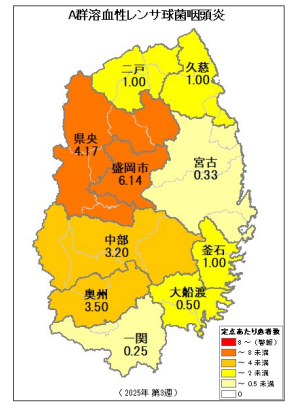 A群溶血性レンサ球菌咽頭炎
二戸
1.00
久慈
1.00
県央
4.17
盛岡市
6.14
宮古
0.33
中部
3.20
釜石
1.00
奥州
3.50
大船渡
0.50
一関
0.25
定点あたり患者数
8～（警報）
～8未満
～4未満
～2未満
～0.5未満
0
（2025年 第3週）